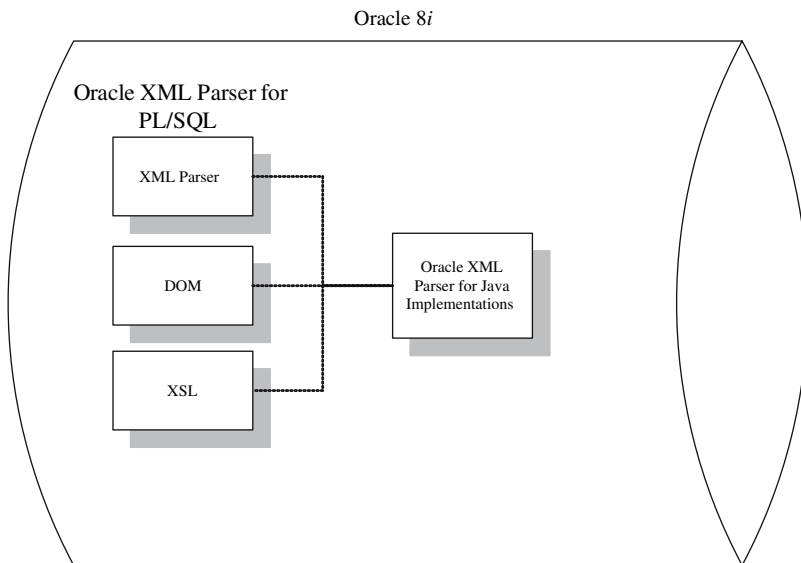 Oracle 8i
Oracle XML Parser for
PL/SQL
XML Parser
DOM
XSL
Oracle XML
Parser for Java
Implementations